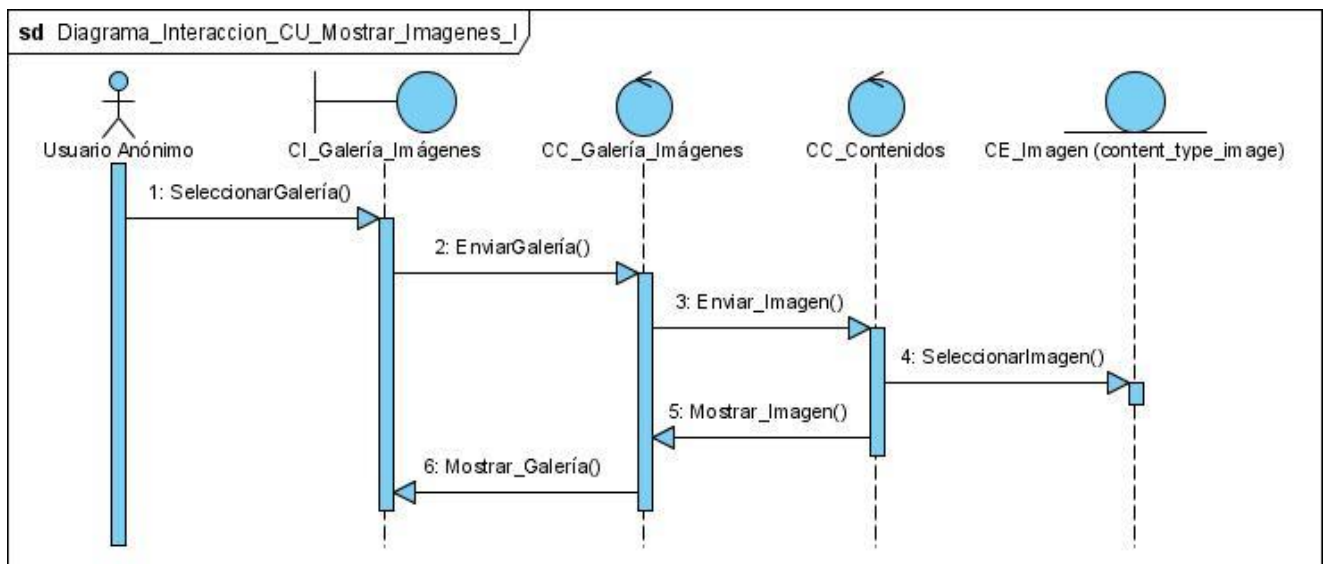 sd Diagrama_Interaccion_CU_Mostrar_Imagenes_I
Usuario Anónimo
CI_Galería_Imágenes
CC_Galería_Imágenes
CC_Contenidos
CE_Imagen (content_type_image)
1: SeleccionarGalería()
2: EnviarGalería()
3: Enviar_Imagen()
4: SeleccionarImagen()
5: Mostrar_Imagen()
6: Mostrar_Galería()